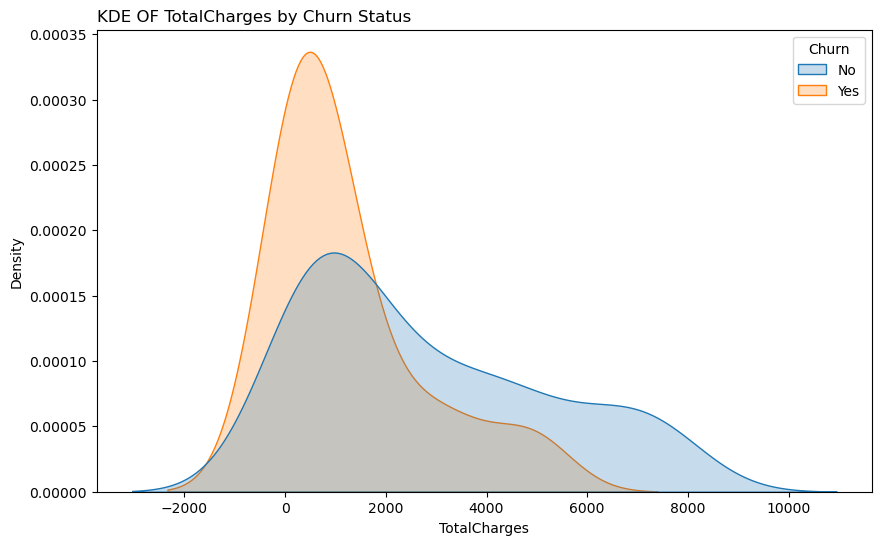 KDE OF TotalCharges by Churn Status
0.00035
0.00030
0.00025
0.00020
0.00015
0.00010
0.00005
0.00000
Density
Churn
No
Yes
−2000
0
2000
4000
6000
8000
10000
TotalCharges